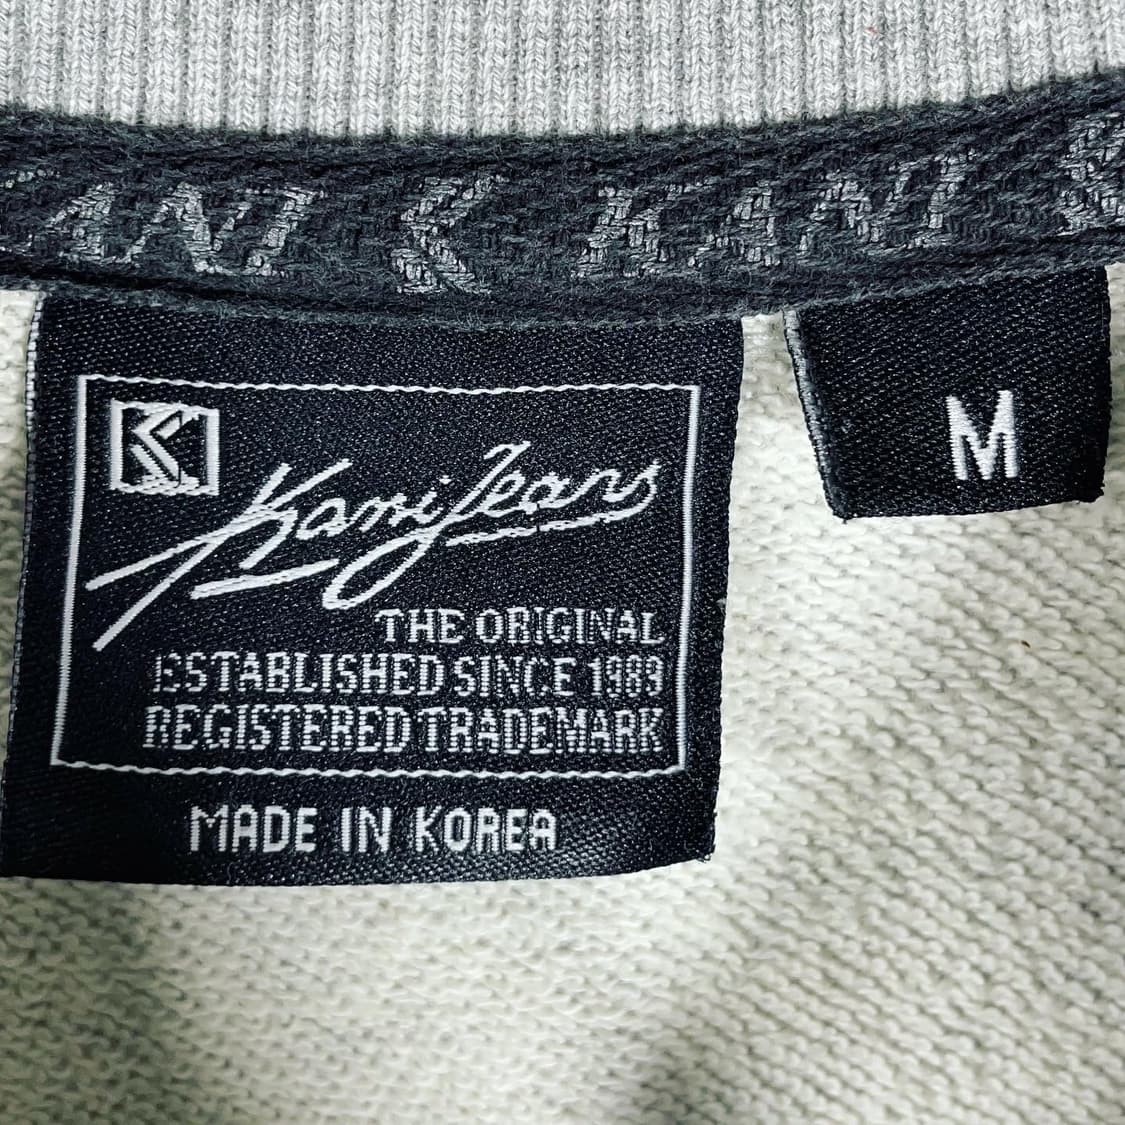 KANI K KANI K
K
Kani Jeans
THE ORIGINAL
ESTABLISHED SINCE 1989
REGISTERED TRADEMARK
MADE IN KOREA
M